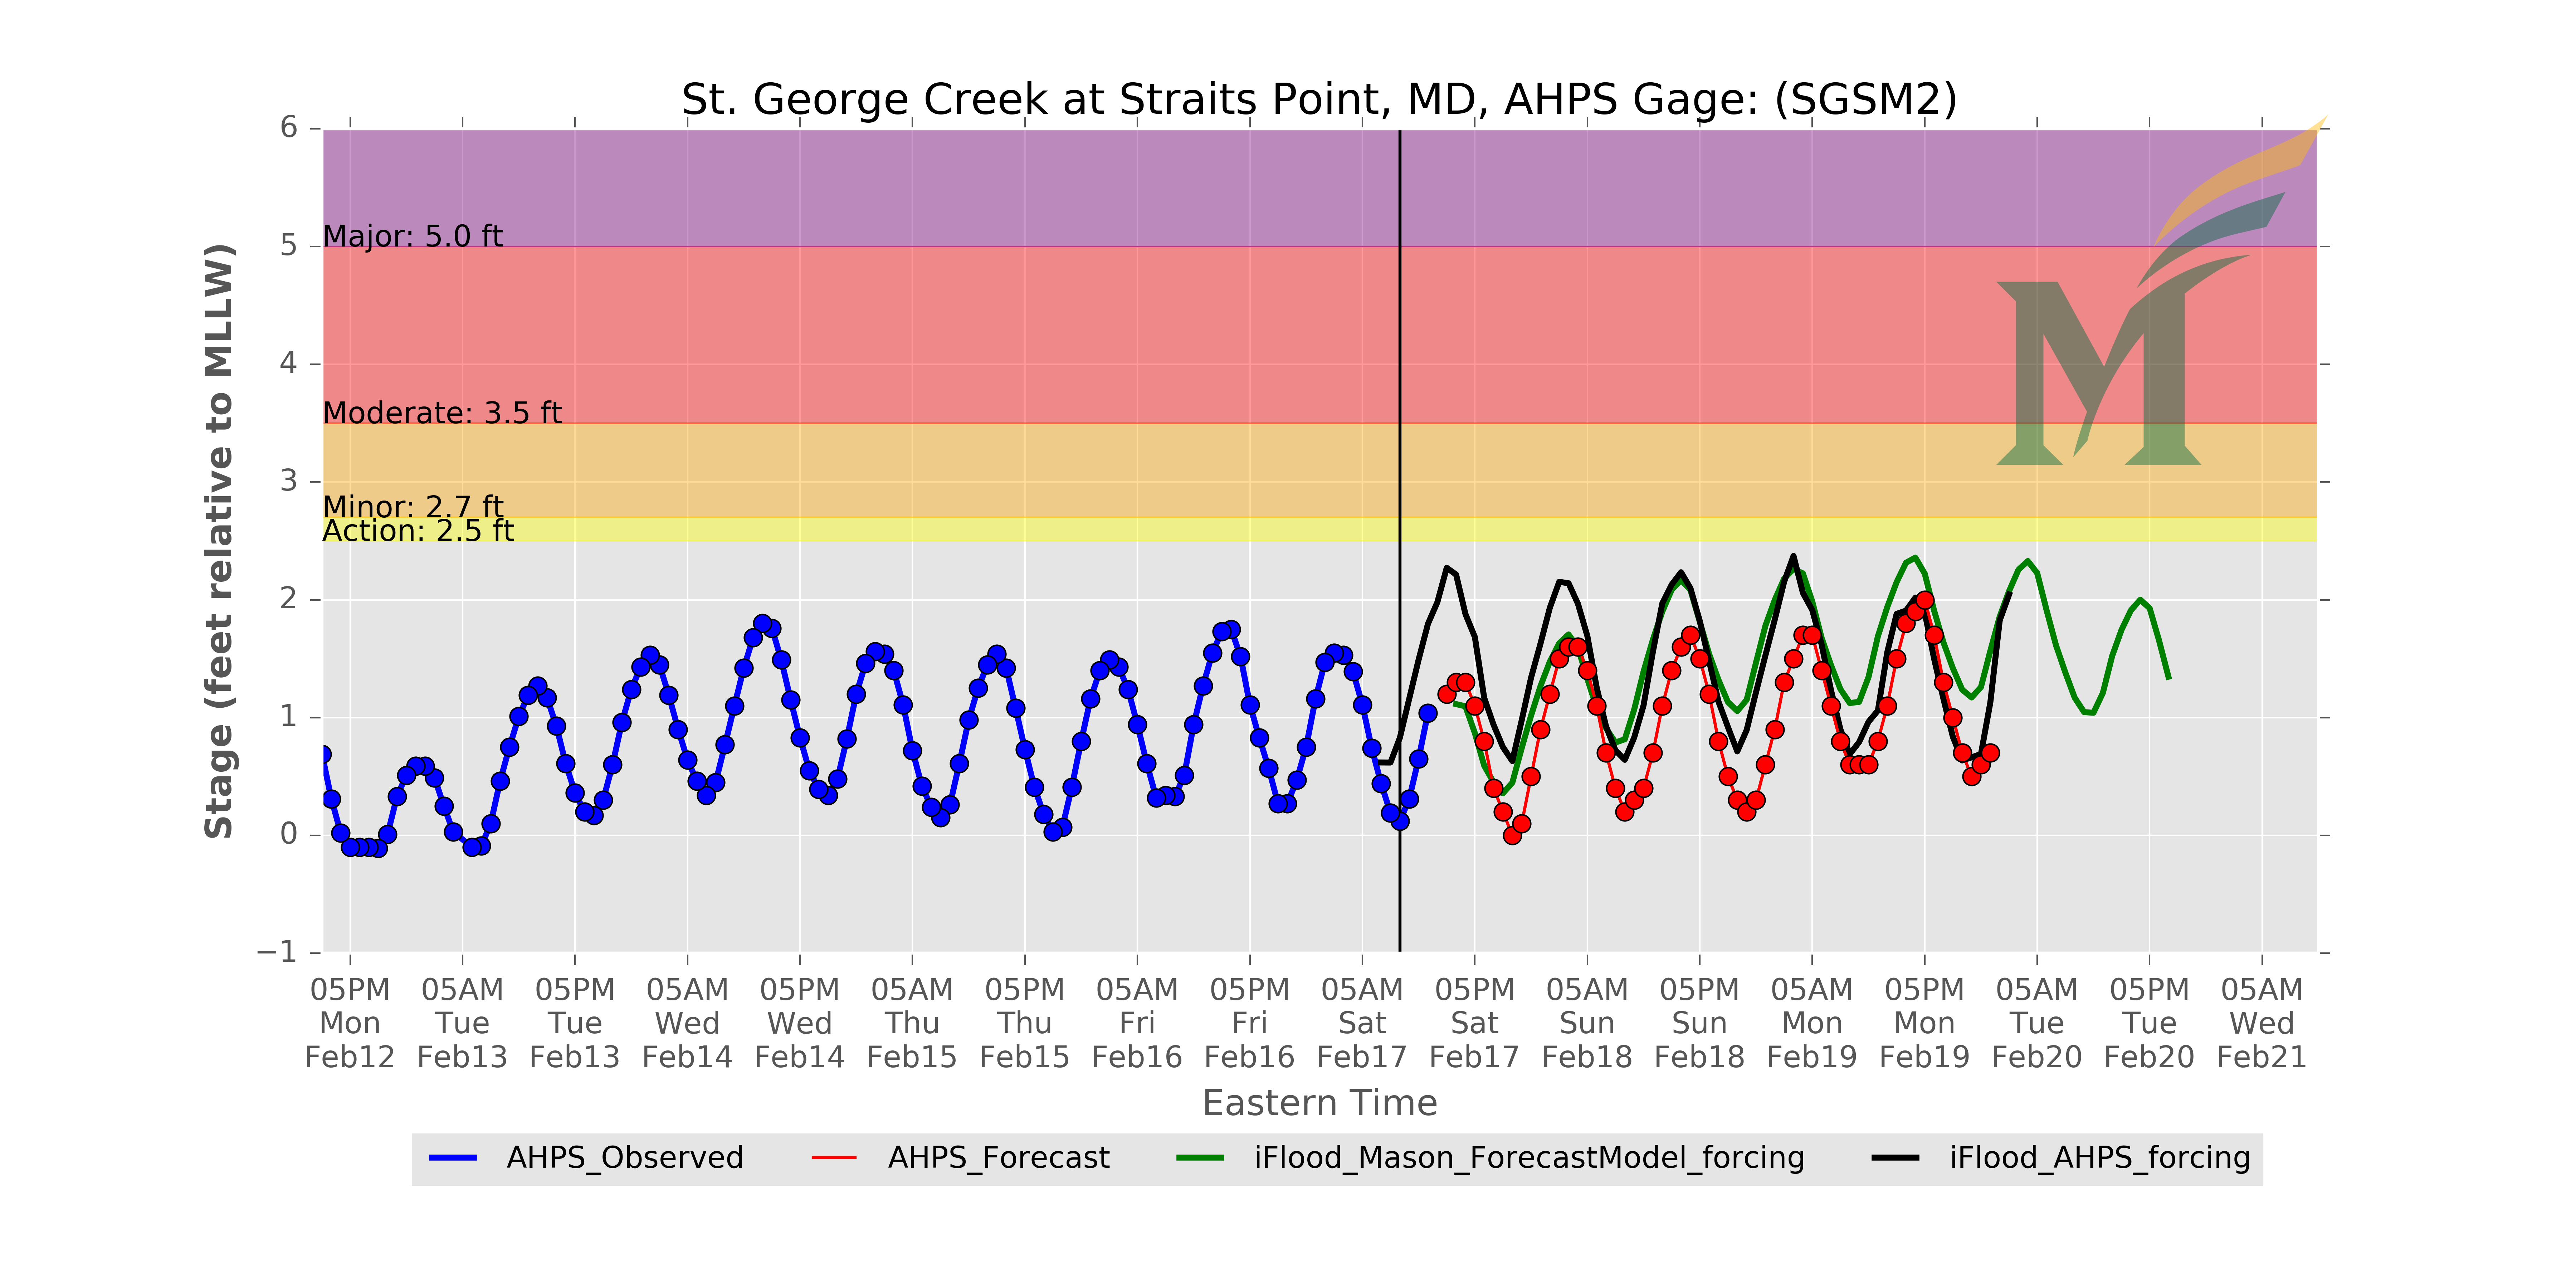 St. George Creek at Straits Point, MD, AHPS Gage: (SGSM2)
Stage (feet relative to MLLW)
6
5
4
3
2
1
0
−1
Major: 5.0 ft
Moderate: 3.5 ft
Minor: 2.7 ft
Action: 2.5 ft
M
05PM 05AM 05PM 05AM 05PM 05AM 05PM 05AM 05PM 05AM 05PM 05AM 05PM 05AM 05PM 05AM 05PM 05AM
Mon Tue Tue Wed Wed Thu Thu Fri Fri Sat Sat Sun Sun Mon Mon Tue Tue Wed
Feb12 Feb13 Feb13 Feb14 Feb14 Feb15 Feb15 Feb16 Feb16 Feb17 Feb17 Feb18 Feb18 Feb19 Feb19 Feb20 Feb20 Feb21
Eastern Time
AHPS_Observed AHPS_Forecast iFlood_Mason_ForecastModel_forcing iFlood_AHPS_forcing